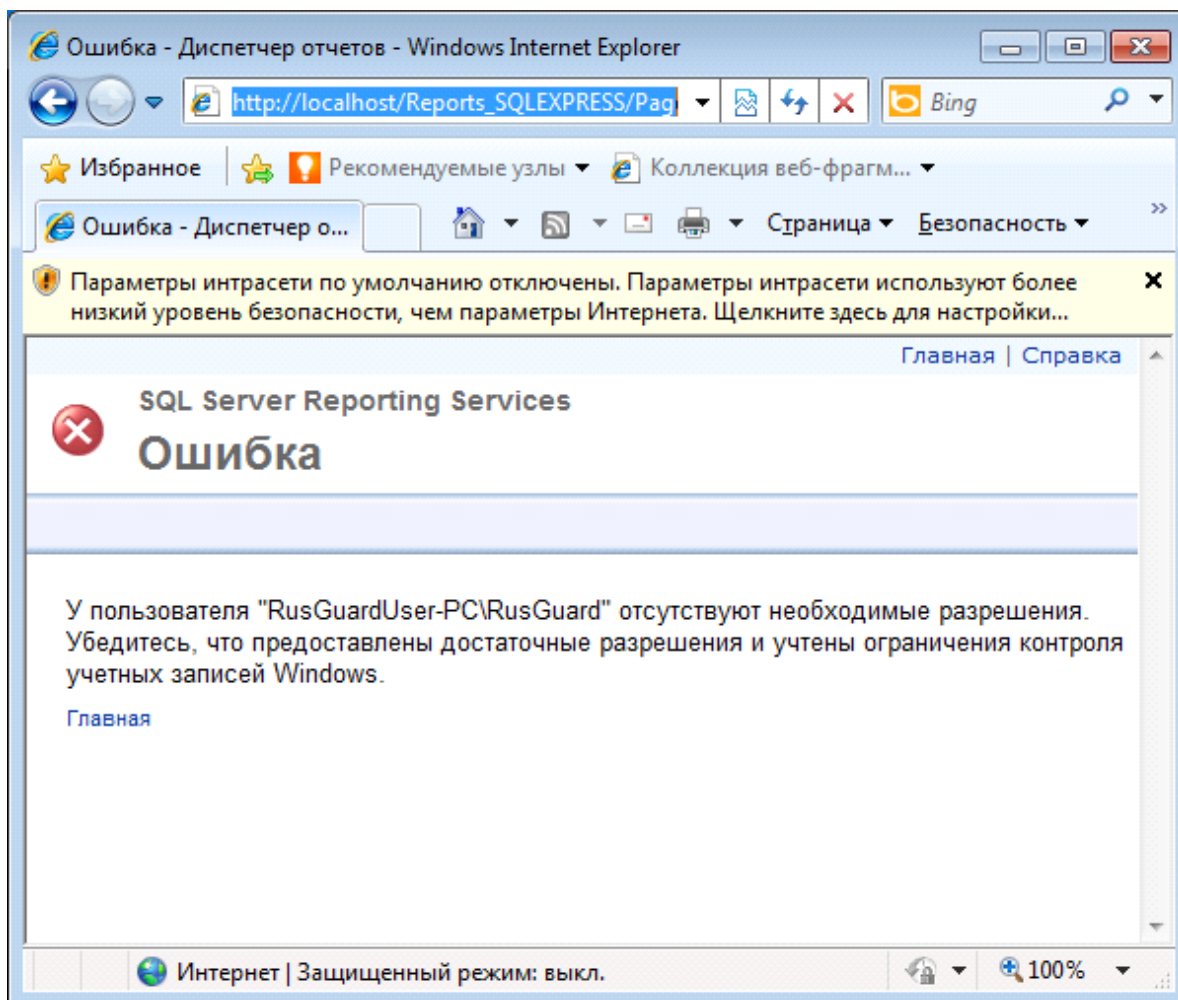 Ошибка - Диспетчер отчетов - Windows Internet Explorer
http://localhost/Reports_SQLEXPRESS/Pag
Bing
Избранное
Рекомендуемые узлы
Коллекция веб-фрагм...
Ошибка - Диспетчер о...
Страница
Безопасность
»
Параметры интрасети по умолчанию отключены. Параметры интрасети используют более
низкий уровень безопасности, чем параметры Интернета. Щелкните здесь для настройки...
Главная | Справка
SQL Server Reporting Services
Ошибка
У пользователя "RusGuardUser-PC\RusGuard" отсутствуют необходимые разрешения.
Убедитесь, что предоставлены достаточные разрешения и учтены ограничения контроля
учетных записей Windows.
Главная
Интернет | Защищенный режим: выкл.
100%